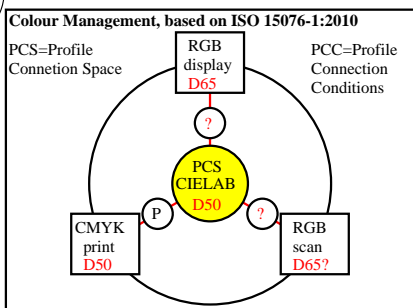 Colour Management, based on ISO 15076-1:2010
PCS=Profile
Connetion Space
RGB
display
D65
PCC=Profile
Connection
Conditions
?
PCS
CIELAB
D50
P
?
CMYK
print
D50
RGB
scan
D65?